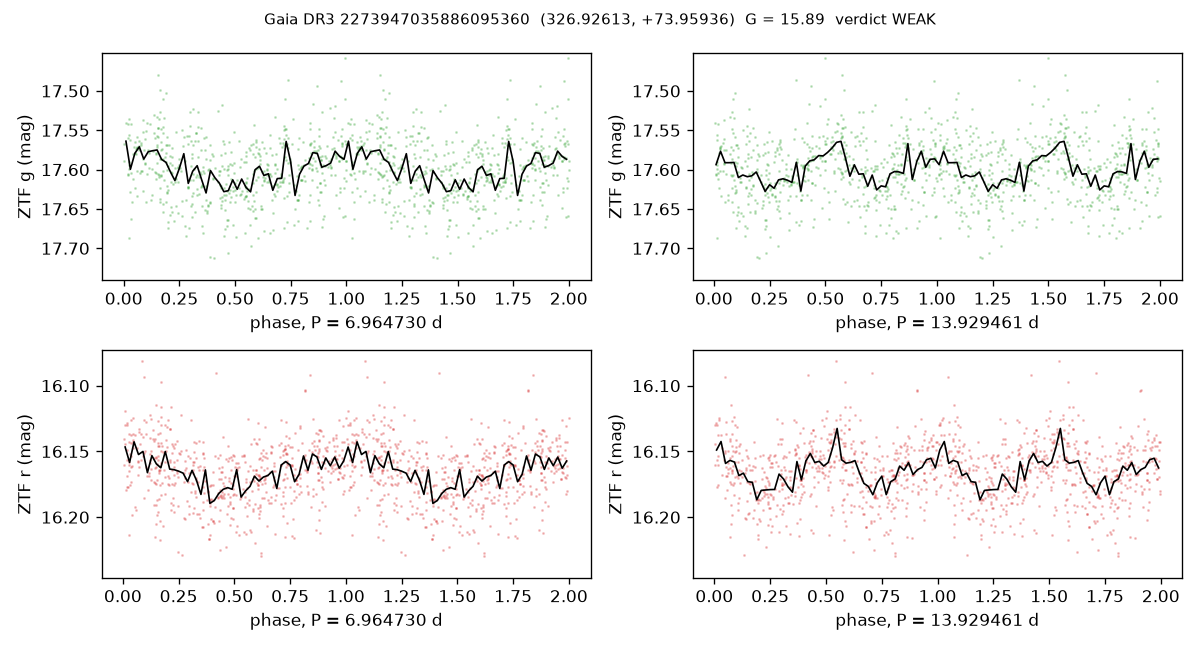 Gaia DR3 2273947035886095360  (326.92613, +73.95936)  G = 15.89  verdict WEAK
ZTF g (mag)
17.50
17.55
17.60
17.65
17.70
0.00 0.25 0.50 0.75 1.00 1.25 1.50 1.75 2.00
phase, P = 6.964730 d
ZTF g (mag)
17.50
17.55
17.60
17.65
17.70
0.00 0.25 0.50 0.75 1.00 1.25 1.50 1.75 2.00
phase, P = 13.929461 d
ZTF r (mag)
16.10
16.15
16.20
0.00 0.25 0.50 0.75 1.00 1.25 1.50 1.75 2.00
phase, P = 6.964730 d
ZTF r (mag)
16.10
16.15
16.20
0.00 0.25 0.50 0.75 1.00 1.25 1.50 1.75 2.00
phase, P = 13.929461 d